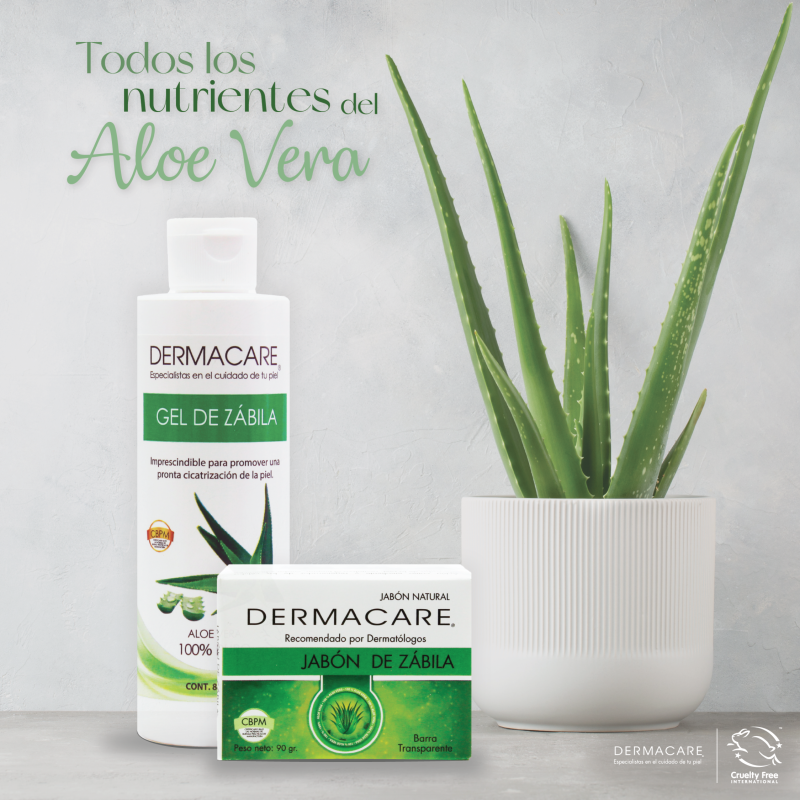 Todos los
nutrientes del
Aloe Vera
DERMACARE®
Especialistas en el cuidado de tu piel
GEL DE ZÁBILA
Imprescindible para promover una
pronta cicatrización de la piel.
CBPM
ALOE
100%
CONT. 8
JABÓN NATURAL
DERMACARE®
Recomendado por Dermatólogos
JABÓN DE ZÁBILA
CBPM
Peso neto: 90 gr.
Barra
Transparente
DERMACARE
Especialistas en el cuidado de tu piel
Cruelty Free
INTERNATIONAL